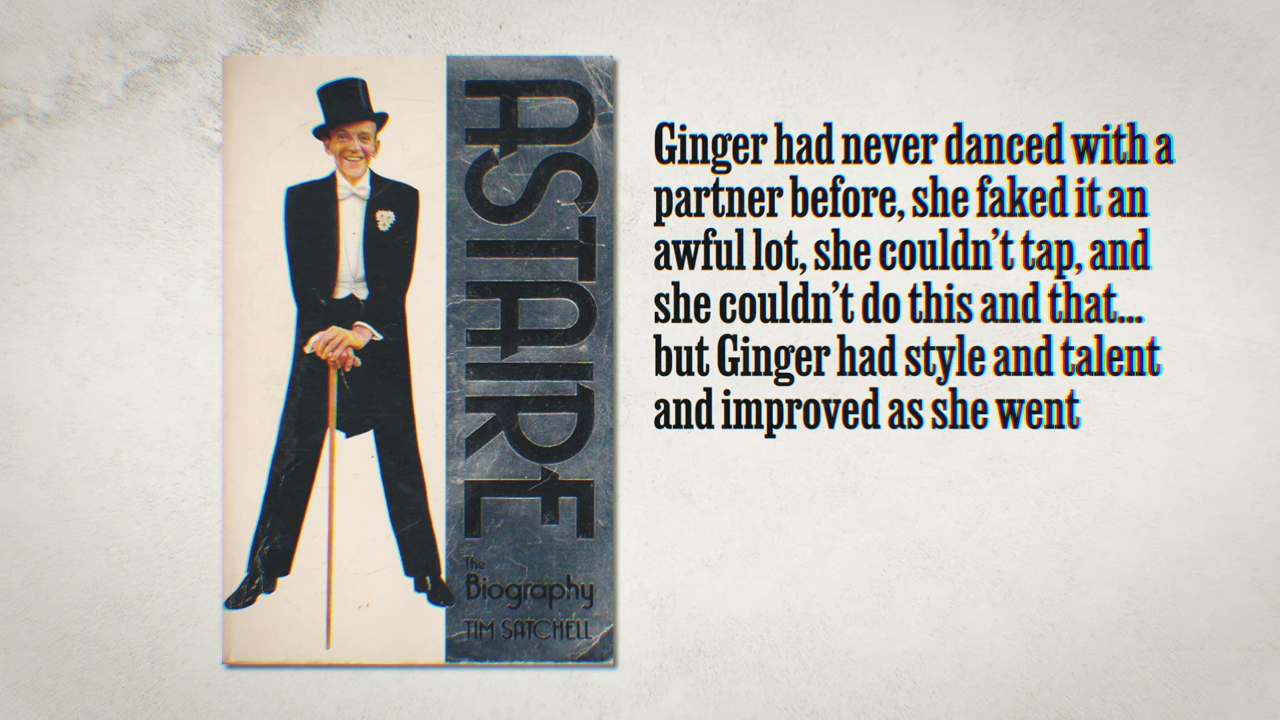 ASTAIRE
The
Biography
TIM SATCHELL
Ginger had never danced with a
partner before, she faked it an
awful lot, she couldn’t tap, and
she couldn’t do this and that...
but Ginger had style and talent
and improved as she went